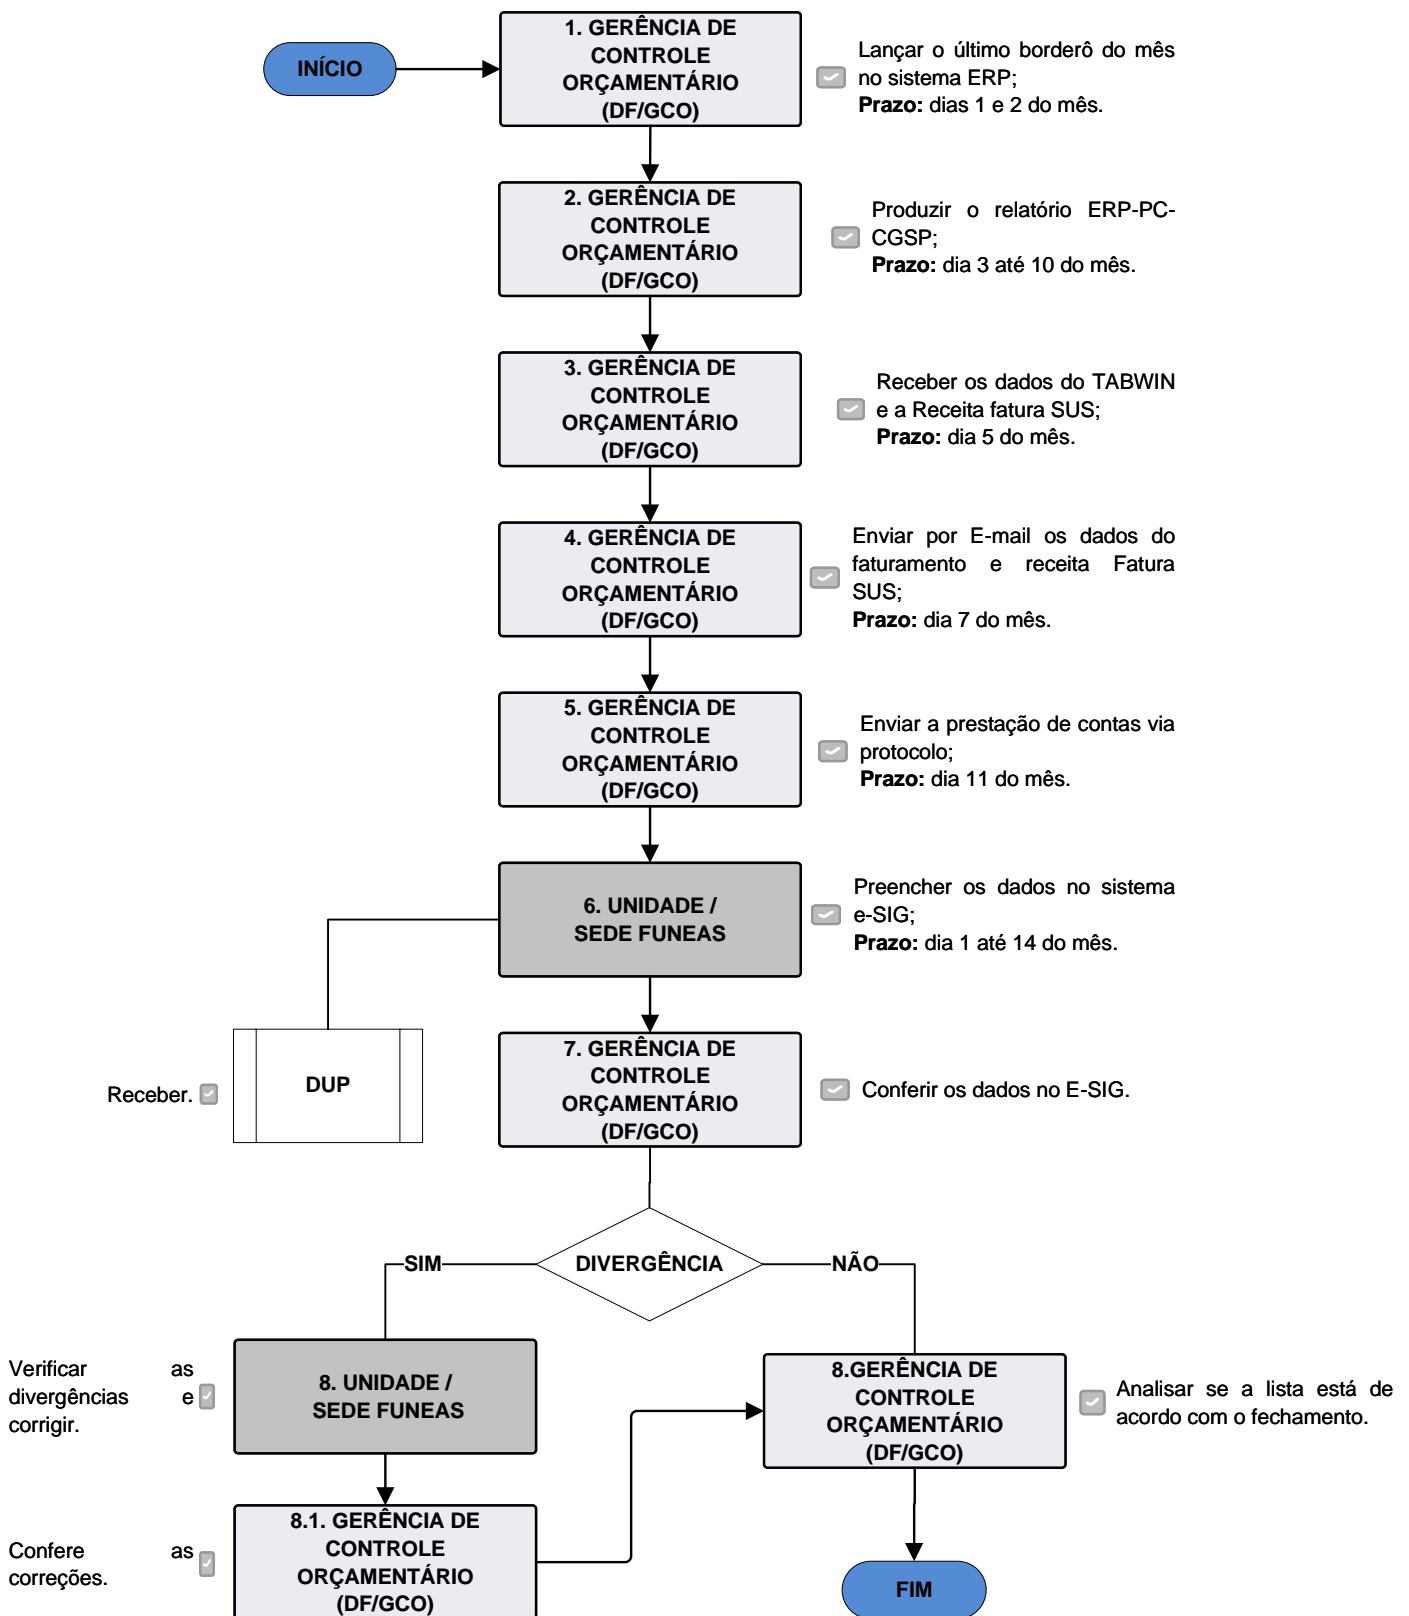 INÍCIO
1. GERÊNCIA DE
CONTROLE
ORÇAMENTÁRIO
(DF/GCO)
Lançar o último borderô do mês
no sistema ERP;
Prazo: dias 1 e 2 do mês.
2. GERÊNCIA DE
CONTROLE
ORÇAMENTÁRIO
(DF/GCO)
Produzir o relatório ERP-PC-
CGSP;
Prazo: dia 3 até 10 do mês.
3. GERÊNCIA DE
CONTROLE
ORÇAMENTÁRIO
(DF/GCO)
Receber os dados do TABWIN
e a Receita fatura SUS;
Prazo: dia 5 do mês.
4. GERÊNCIA DE
CONTROLE
ORÇAMENTÁRIO
(DF/GCO)
Enviar por E-mail os dados do
faturamento e receita Fatura
SUS;
Prazo: dia 7 do mês.
5. GERÊNCIA DE
CONTROLE
ORÇAMENTÁRIO
(DF/GCO)
Enviar a prestação de contas via
protocolo;
Prazo: dia 11 do mês.
6. UNIDADE /
SEDE FUNEAS
Preencher os dados no sistema
e-SIG;
Prazo: dia 1 até 14 do mês.
Receber.
DUP
7. GERÊNCIA DE
CONTROLE
ORÇAMENTÁRIO
(DF/GCO)
Conferir os dados no E-SIG.
SIM
DIVERGÊNCIA
NÃO
Verificar as
divergências e
corrigir.
8. UNIDADE /
SEDE FUNEAS
8.GERÊNCIA DE
CONTROLE
ORÇAMENTÁRIO
(DF/GCO)
Analisar se a lista está de
acordo com o fechamento.
Confere as
correções.
8.1. GERÊNCIA DE
CONTROLE
ORÇAMENTÁRIO
(DF/GCO)
FIM